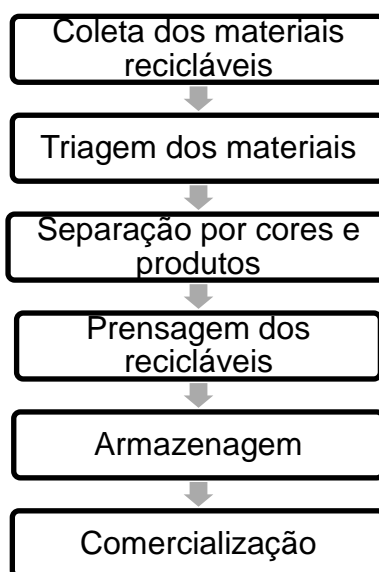 Coleta dos materiais
recicláveis
Triagem dos materiais
Separação por cores e
produtos
Prensagem dos
recicláveis
Armazenagem
Comercialização